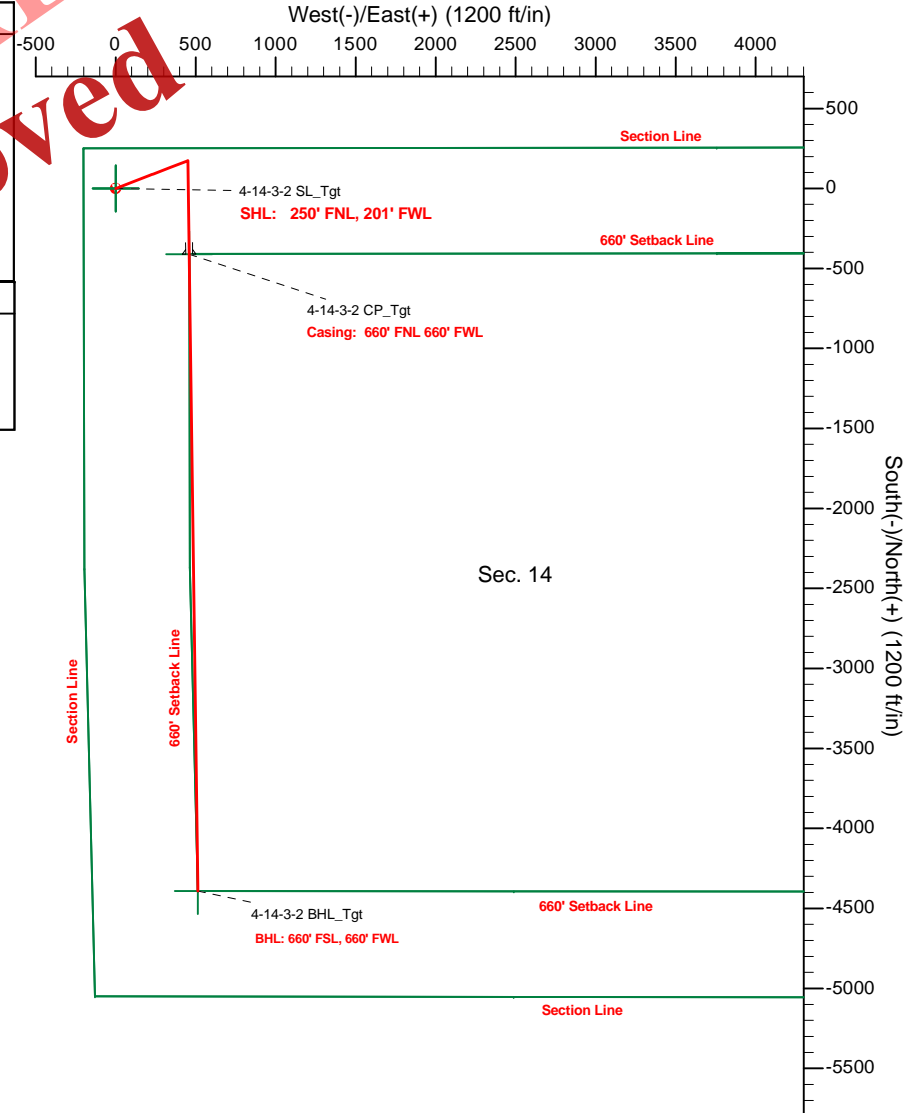 West(-)/East(+) (1200 ft/in)
-500 0 500 1000 1500 2000 2500 3000 3500 4000
Section Line
500
0
4-14-3-2 SL_Tgt
SHL: 250' FNL, 201' FWL
660' Setback Line
-500
4-14-3-2 CP_Tgt
Casing: 660' FNL 660' FWL
-1000
-1500
-2000
South(-)/North(+) (1200 ft/in)
Sec. 14
-2500
-3000
660' Setback Line
Section Line
-3500
-4000
4-14-3-2 BHL_Tgt
660' Setback Line
-4500
BHL: 660' FSL, 660' FWL
-5000
Section Line
-5500